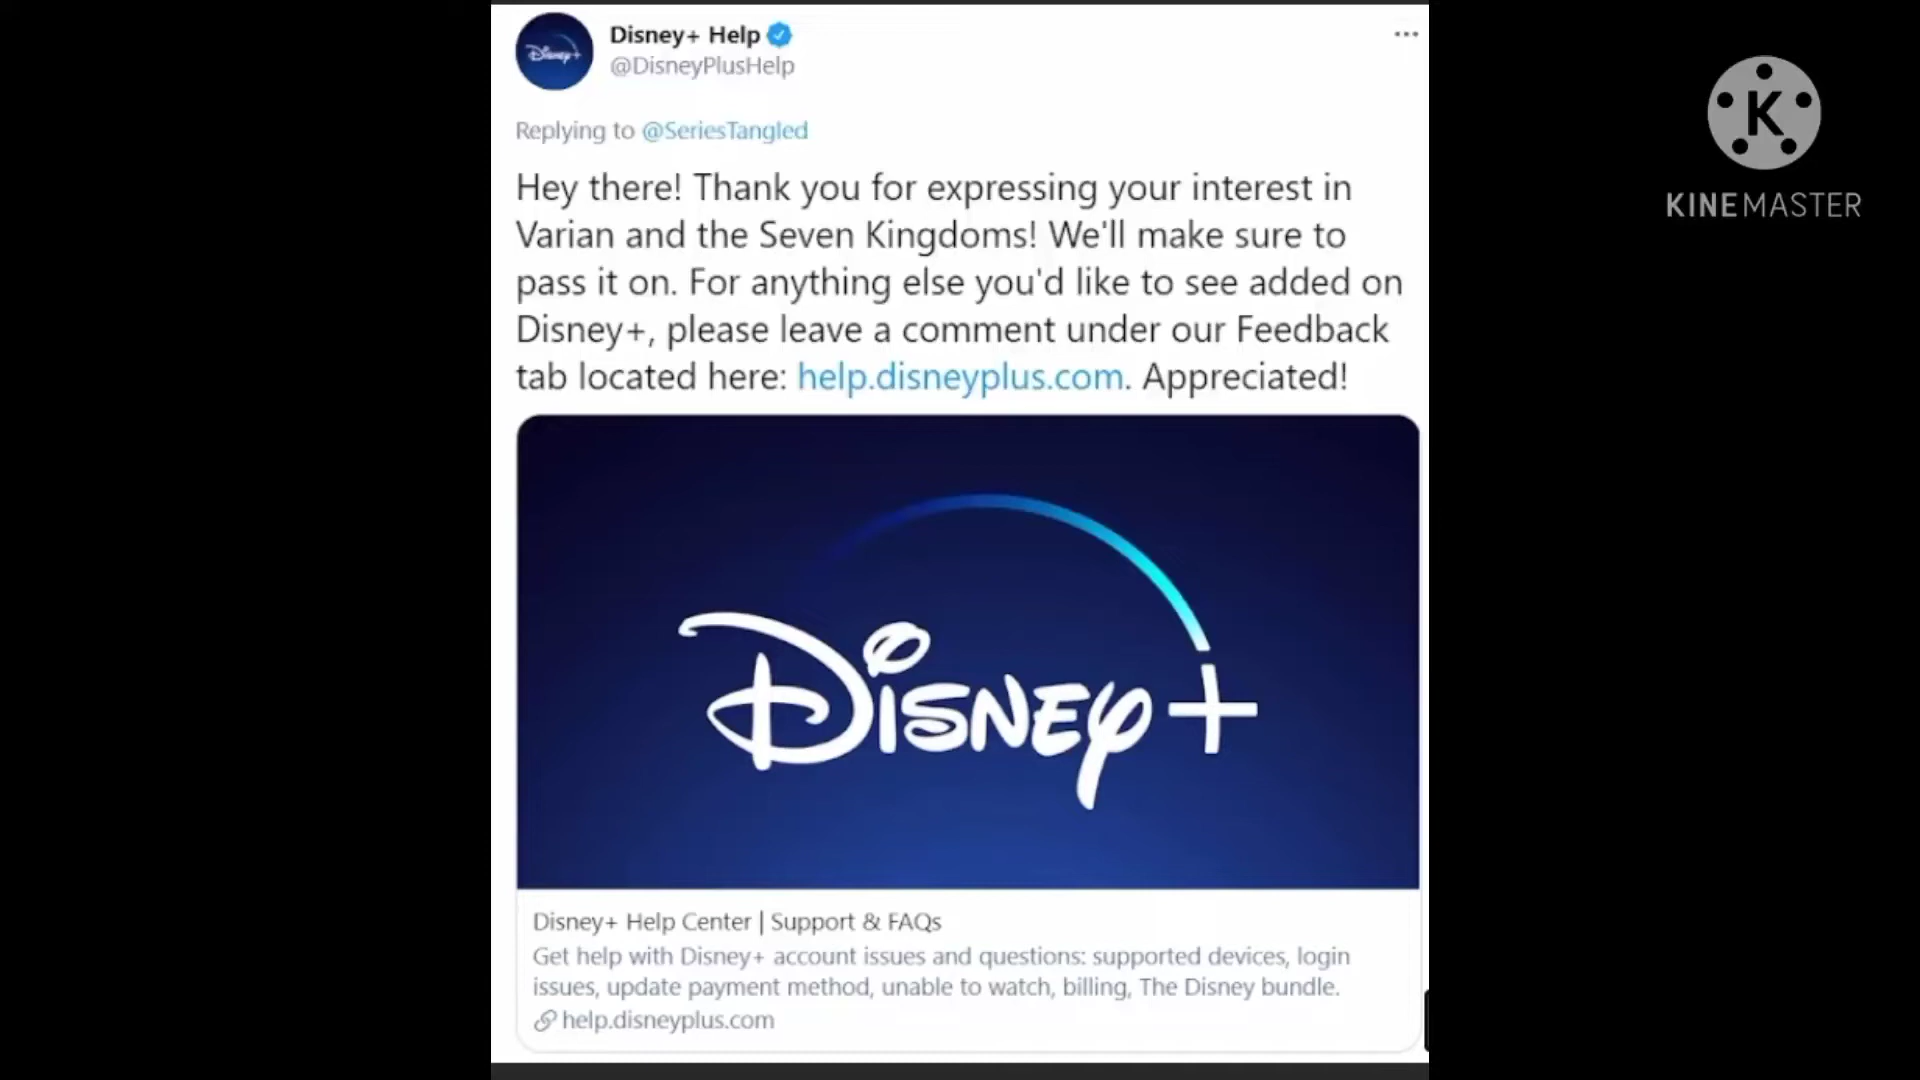 Disney+
Disney+ Help
@DisneyPlusHelp
Replying to @SeriesTangled
Hey there! Thank you for expressing your interest in
Varian and the Seven Kingdoms! We'll make sure to
pass it on. For anything else you'd like to see added on
Disney+, please leave a comment under our Feedback
tab located here: help.disneyplus.com. Appreciated!
Disney+
Disney+ Help Center | Support & FAQs
Get help with Disney+ account issues and questions: supported devices, login
issues, update payment method, unable to watch, billing, The Disney bundle.
help.disneyplus.com
K
KINEMASTER